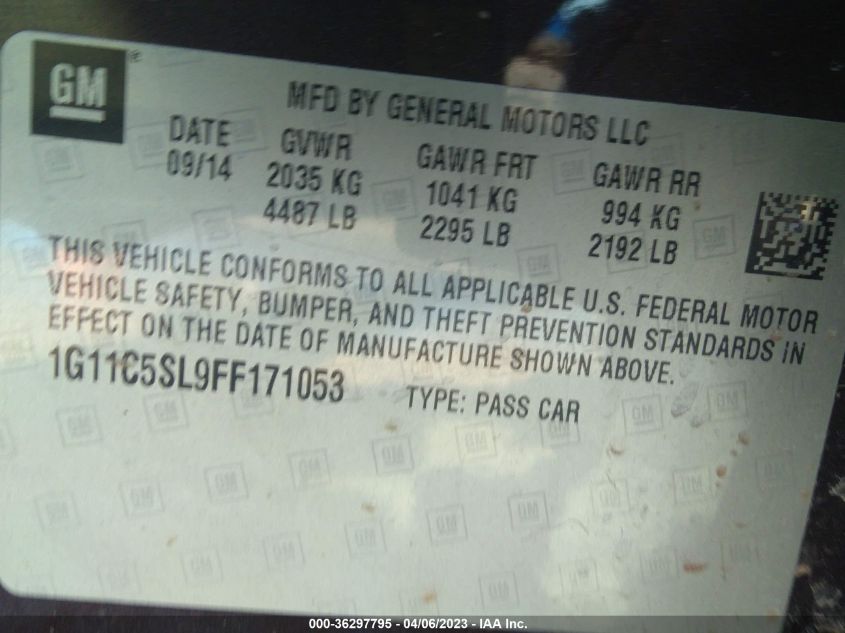 GM
MFD BY GENERAL MOTORS LLC
DATE GVWR GAWR FRT GAWR RR
09/14 2035 KG 1041 KG 994 KG
4487 LB 2295 LB 2192 LB
THIS VEHICLE CONFORMS TO ALL APPLICABLE U.S. FEDERAL MOTOR
VEHICLE SAFETY, BUMPER, AND THEFT PREVENTION STANDARDS IN
EFFECT ON THE DATE OF MANUFACTURE SHOWN ABOVE.
1G11C5SL9FF171053 TYPE: PASS CAR
000-36297795 - 04/06/2023 - IAA Inc.